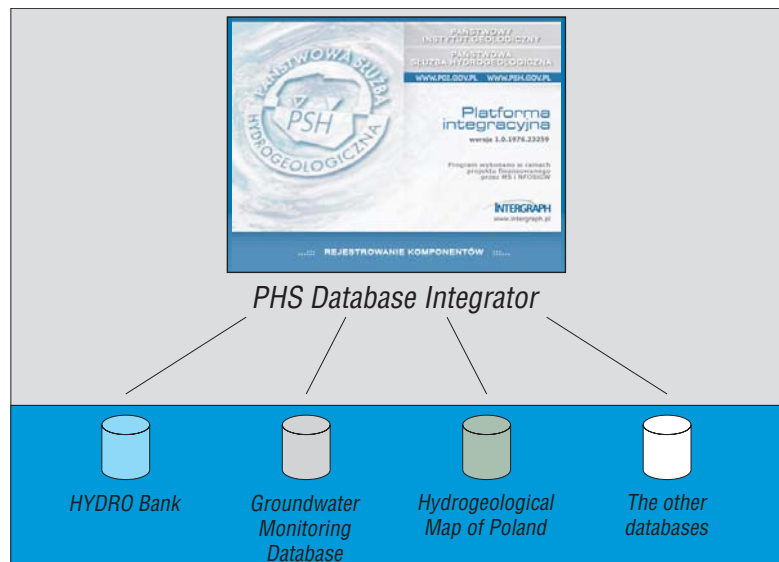 PAŃSTWOWY
INSTYTUT GEOLOGICZNY
PAŃSTWOWA
SŁUŻBA HYDROGEOLOGICZNA
WWW.PGI.GOV.PL WWW.PSH.GOV.PL
PAŃSTWOWA SŁUŻBA
HYDROGEOLOGICZNA
PSH
Platforma
integracyjna
wersja 1.0.1976.23259
Program wykonano w ramach
projektu finansowanego
przez MŚ i NFOŚiGW
INTERGRAPH
www.intergraph.pl
...::: REJESTROWANIE KOMPONENTÓW :::...
PHS Database Integrator
HYDRO Bank
Groundwater
Monitoring
Database
Hydrogeological
Map of Poland
The other
databases